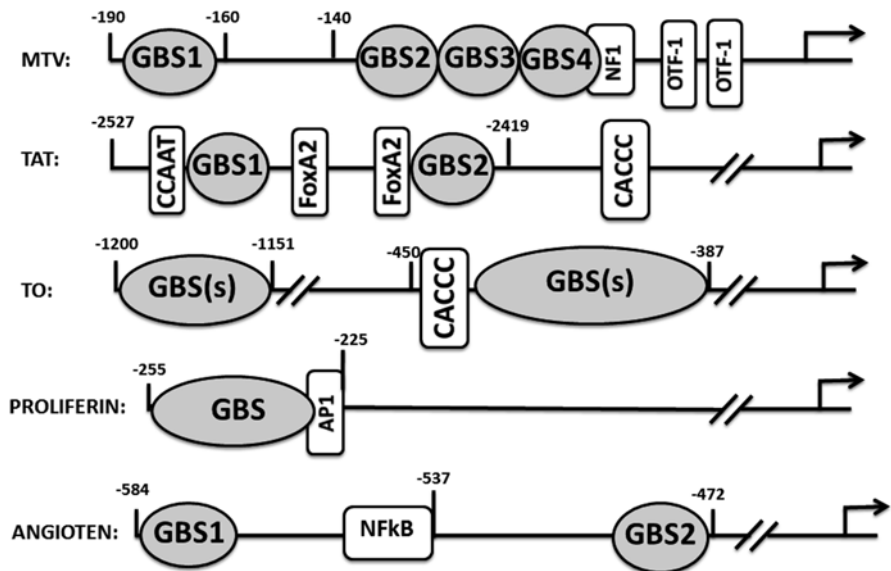 -190 -160 -140
MTV: GBS1 GBS2 GBS3 GBS4 NF1 OTF-1 OTF-1
-2527 -2419
TAT: CCAAT GBS1 FoxA2 FoxA2 GBS2 CACCC
-1200 -1151 -450 -387
TO: GBS(s) CACCC GBS(s)
-255 -225
PROLIFERIN: GBS AP1
-584 -537 -472
ANGIOTEN: GBS1 NFkB GBS2